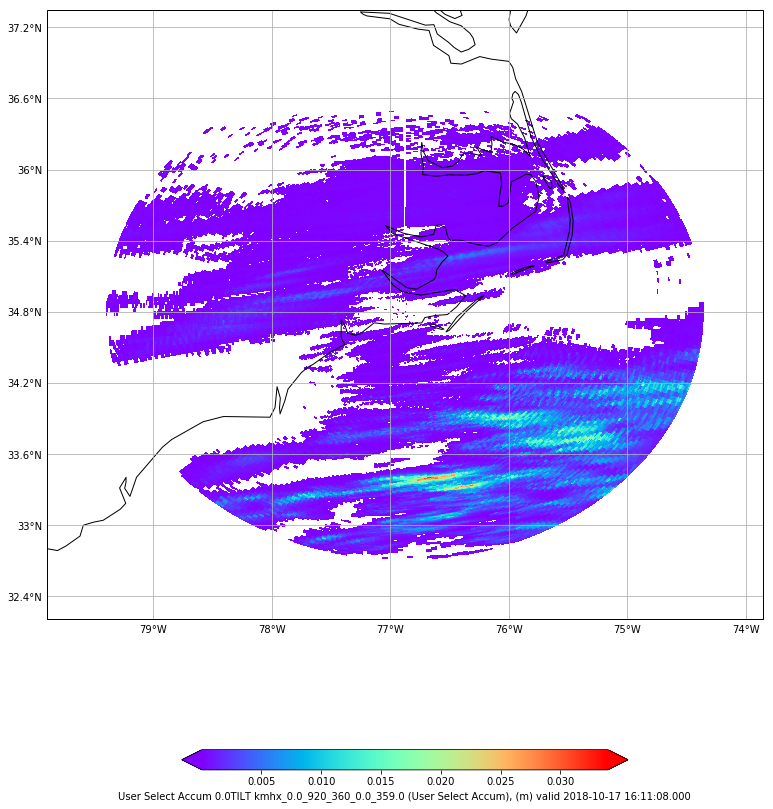 37.2°N
36.6°N
36°N
35.4°N
34.8°N
34.2°N
33.6°N
33°N
32.4°N
79°W 78°W 77°W 76°W 75°W 74°W
0.005 0.010 0.015 0.020 0.025 0.030
User Select Accum 0.0TILT kmhx_0.0_920_360_0.0_359.0 (User Select Accum), (m) valid 2018-10-17 16:11:08.000